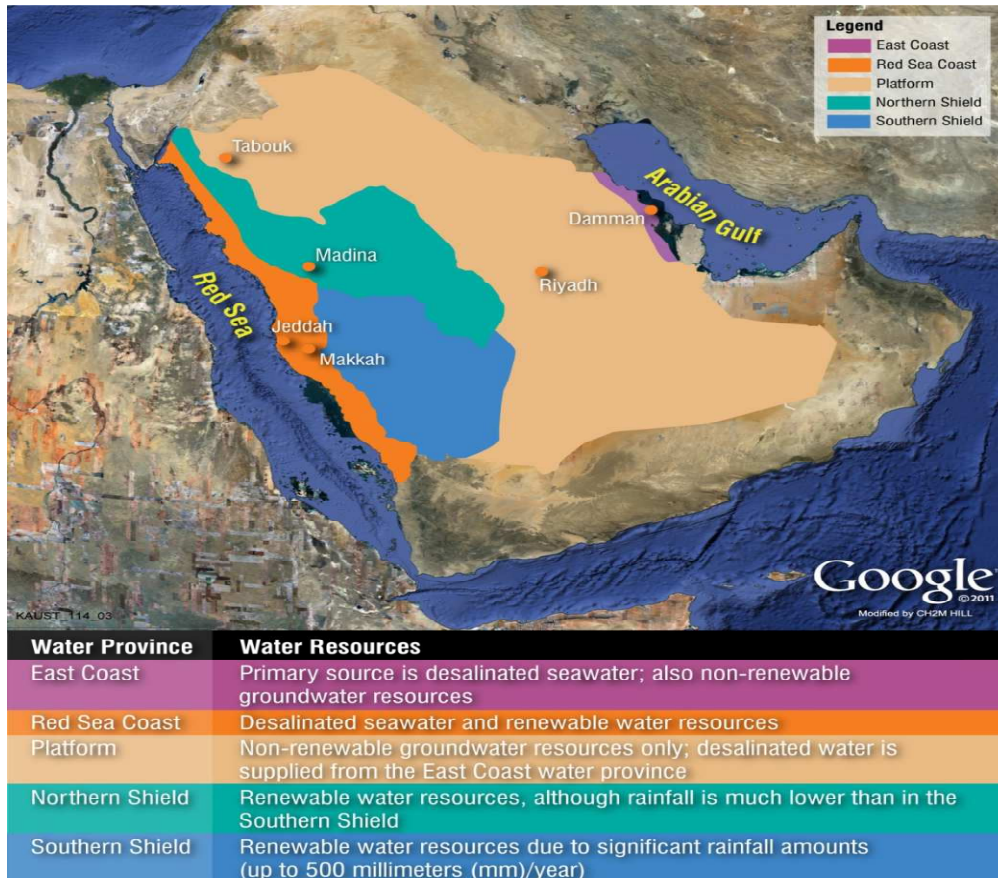 Legend
East Coast
Red Sea Coast
Platform
Northern Shield
Southern Shield
Tabouk
Arabian Gulf
Damman
Madina
Riyadh
Red Sea
Jeddah
Makkah
Google
©2011
Modified by CH2M HILL
KAUST_114_03
Water Province Water Resources
East Coast Primary source is desalinated seawater; also non-renewable
groundwater resources
Red Sea Coast Desalinated seawater and renewable water resources
Platform Non-renewable groundwater resources only; desalinated water is
supplied from the East Coast water province
Northern Shield Renewable water resources, although rainfall is much lower than in the
Southern Shield
Southern Shield Renewable water resources due to significant rainfall amounts
(up to 500 millimeters (mm)/year)